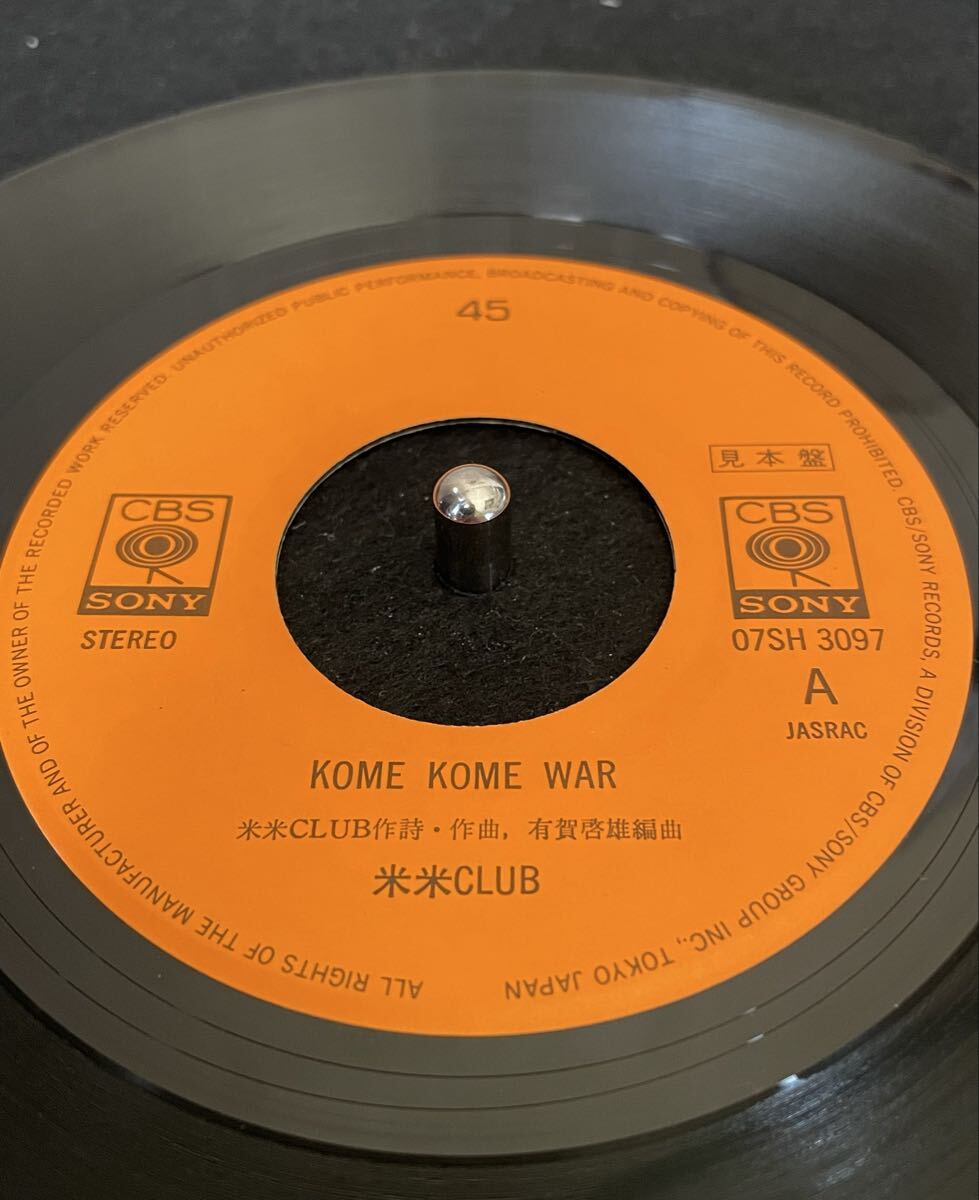 45
見本盤
CBS
SONY
STEREO
CBS
SONY
07SH 3097
A
JASRAC
KOME KOME WAR
米米CLUB作詩・作曲, 有賀啓雄編曲
米米CLUB
ALL RIGHTS OF THE MANUFACTURER AND OF THE OWNER OF THE RECORDED WORK RESERVED. UNAUTHORIZED PUBLIC PERFORMANCE, BROADCASTING AND COPYING OF THIS RECORD PROHIBITED. CBS/SONY RECORDS, A DIVISION OF CBS/SONY GROUP INC., TOKYO JAPAN